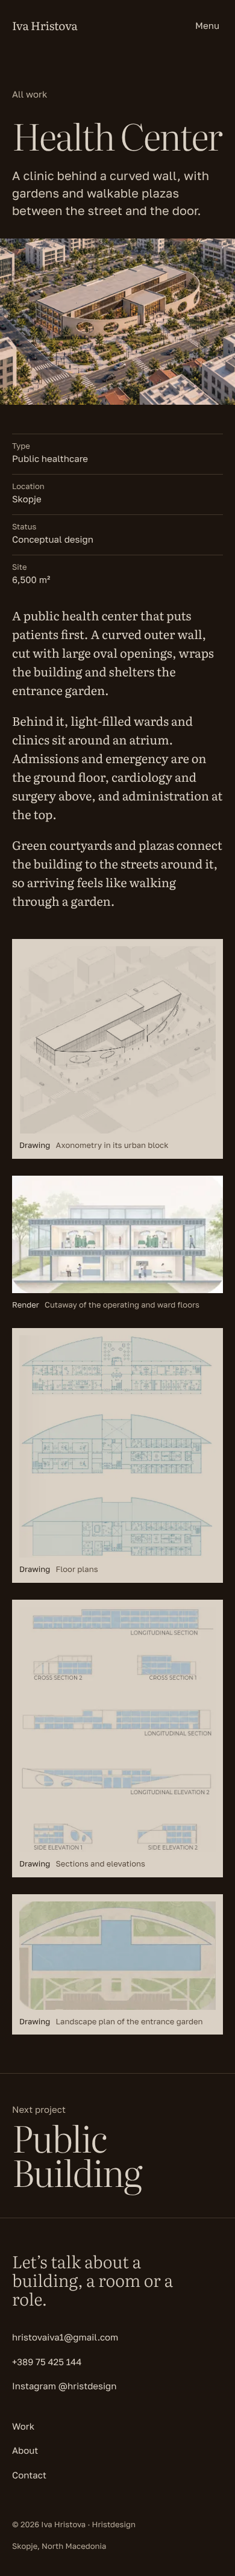 Iva Hristova
Menu
All work
Health Center
A clinic behind a curved wall, with
gardens and walkable plazas
between the street and the door.
Type
Public healthcare
Location
Skopje
Status
Conceptual design
Site
6,500 m²
A public health center that puts
patients first. A curved outer wall,
cut with large oval openings, wraps
the building and shelters the
entrance garden.
Behind it, light-filled wards and
clinics sit around an atrium.
Admissions and emergency are on
the ground floor, cardiology and
surgery above, and administration at
the top.
Green courtyards and plazas connect
the building to the streets around it,
so arriving feels like walking
through a garden.
Drawing Axonometry in its urban block
Render Cutaway of the operating and ward floors
Drawing Floor plans
LONGITUDINAL SECTION
CROSS SECTION 2
CROSS SECTION 1
LONGITUDINAL SECTION
LONGITUDINAL ELEVATION 2
SIDE ELEVATION 1
SIDE ELEVATION 2
Drawing Sections and elevations
Drawing Landscape plan of the entrance garden
Next project
Public
Building
Let’s talk about a
building, a room or a
role.
hristovaiva1@gmail.com
+389 75 425 144
Instagram @hristdesign
Work
About
Contact
© 2026 Iva Hristova · Hristdesign
Skopje, North Macedonia